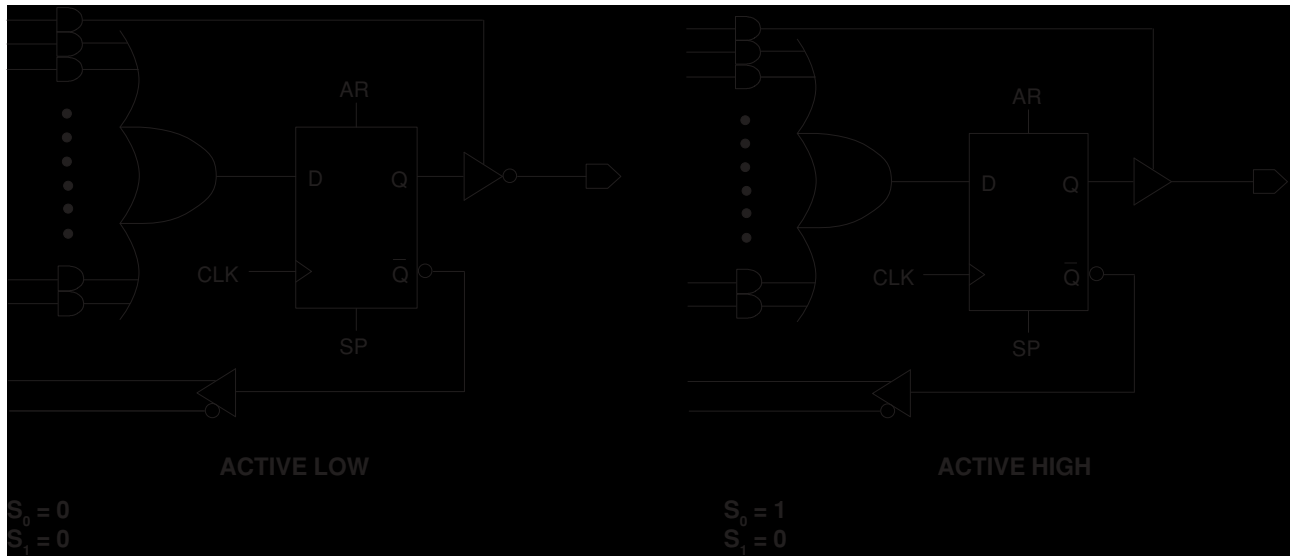 AR
D Q
CLK Q̅
SP
ACTIVE LOW
S₀ = 0
S₁ = 0
AR
D Q
CLK Q̅
SP
ACTIVE HIGH
S₀ = 1
S₁ = 0